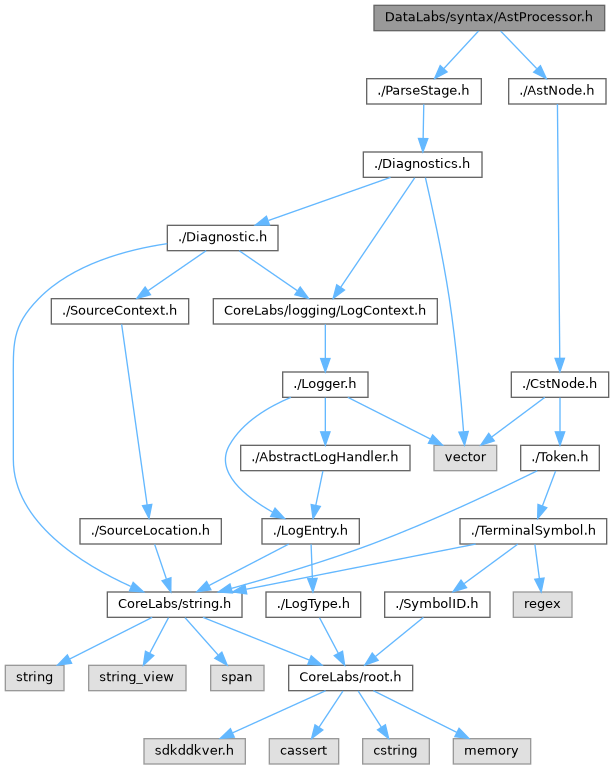 DataLabs/syntax/AstProcessor.h
./ParseStage.h
./AstNode.h
./Diagnostics.h
./Diagnostic.h
./SourceContext.h
CoreLabs/logging/LogContext.h
./Logger.h
./CstNode.h
./AbstractLogHandler.h
vector
./Token.h
./SourceLocation.h
./LogEntry.h
./TerminalSymbol.h
CoreLabs/string.h
./LogType.h
./SymbolID.h
regex
string
string_view
span
CoreLabs/root.h
sdkddkver.h
cassert
cstring
memory